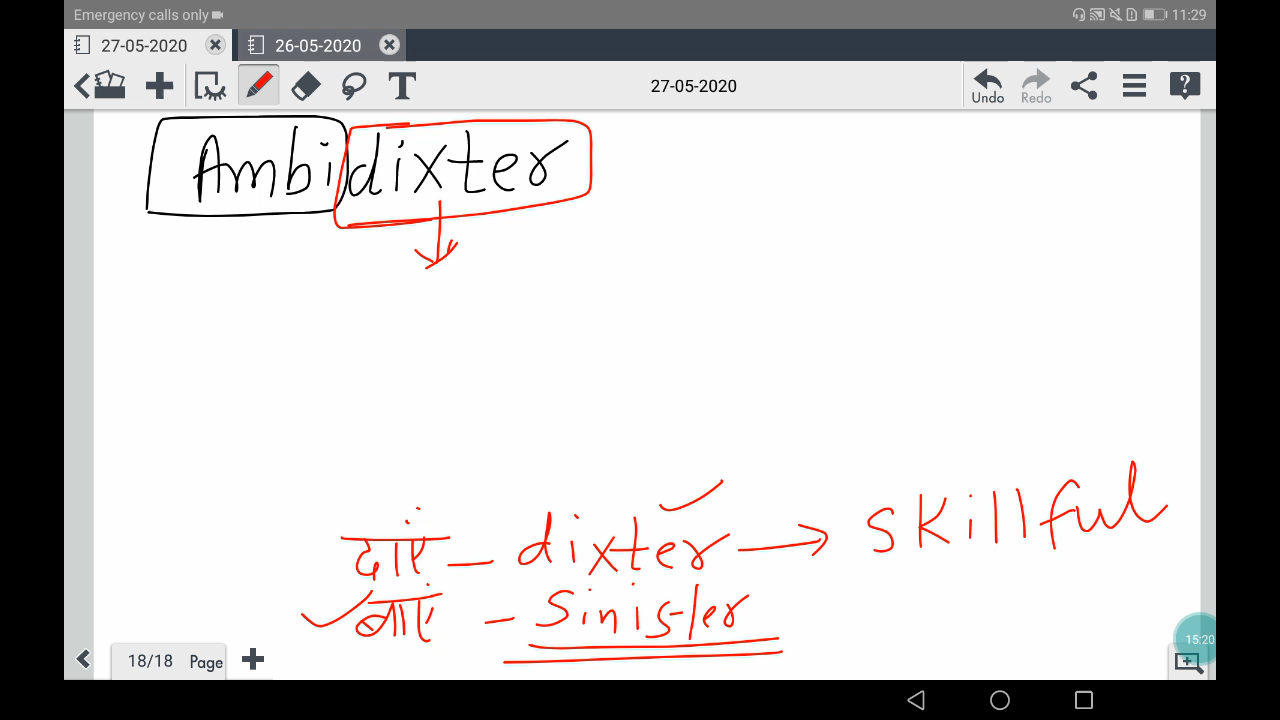 Emergency calls only 11:29
27-05-2020 26-05-2020
T 27-05-2020 Undo Redo ?
Ambidixter
दाएं - dixter → skillful
बाएं - Sinister
15:20
18/18 Page